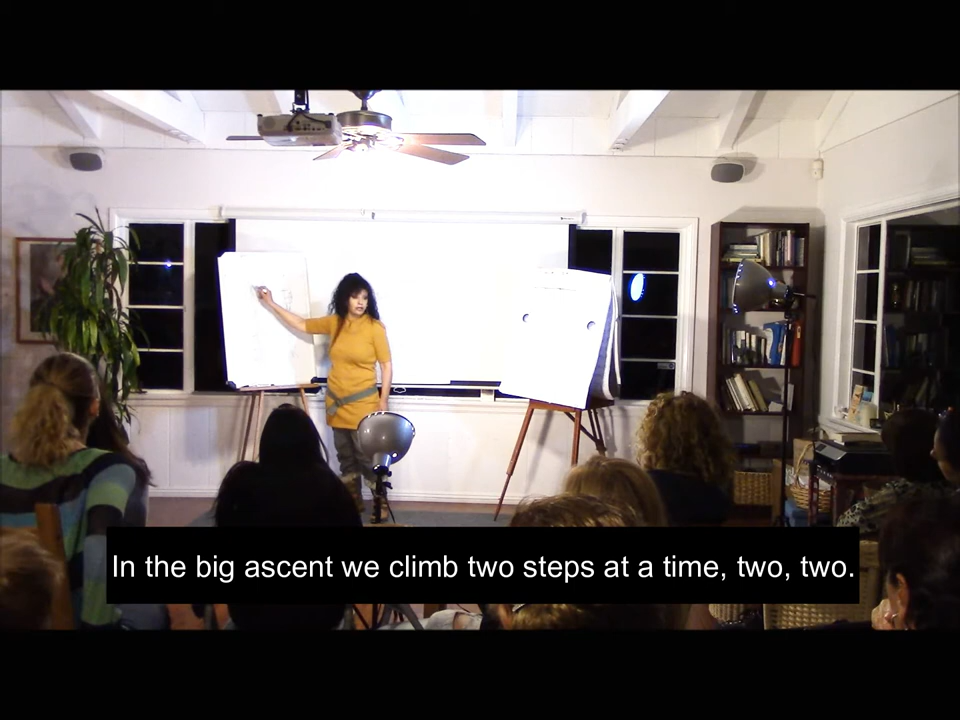 In the big ascent we climb two steps at a time, two, two.